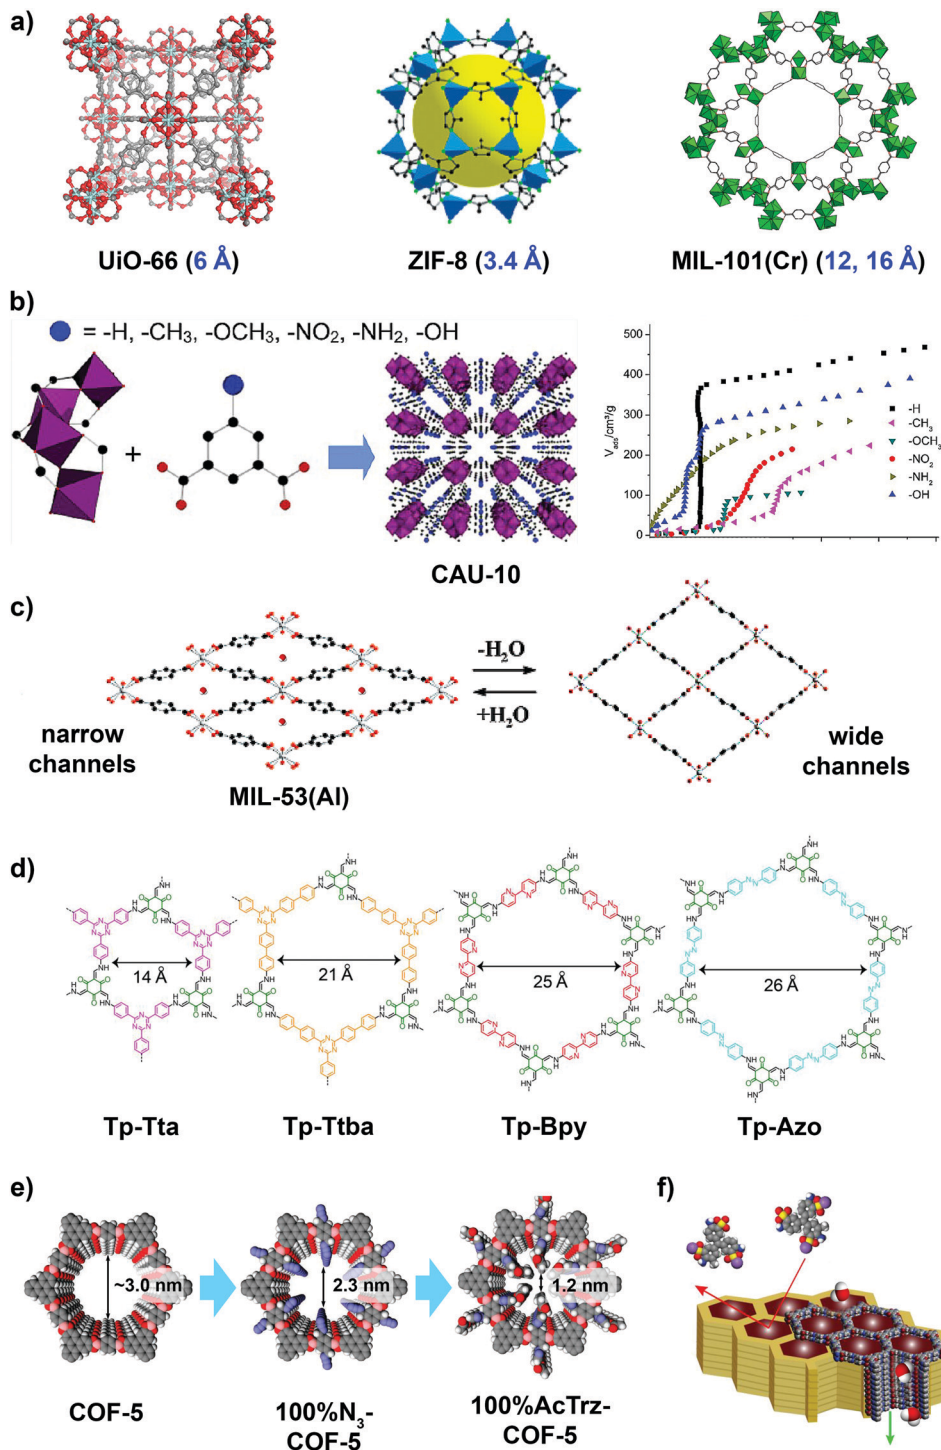 a)
UiO-66 (6 Å)
ZIF-8 (3.4 Å)
MIL-101(Cr) (12, 16 Å)
b)
= -H, -CH₃, -OCH₃, -NO₂, -NH₂, -OH
+
CAU-10
V_ads/cm³/g
500
400
300
200
100
0
-H
-CH₃
-OCH₃
-NO₂
-NH₂
-OH
c)
-H₂O
+H₂O
narrow
channels
wide
channels
MIL-53(Al)
d)
14 Å
21 Å
25 Å
26 Å
Tp-Tta
Tp-Ttba
Tp-Bpy
Tp-Azo
e)
~3.0 nm
2.3 nm
1.2 nm
COF-5
100%N₃-
COF-5
100%AcTrz-
COF-5
f)